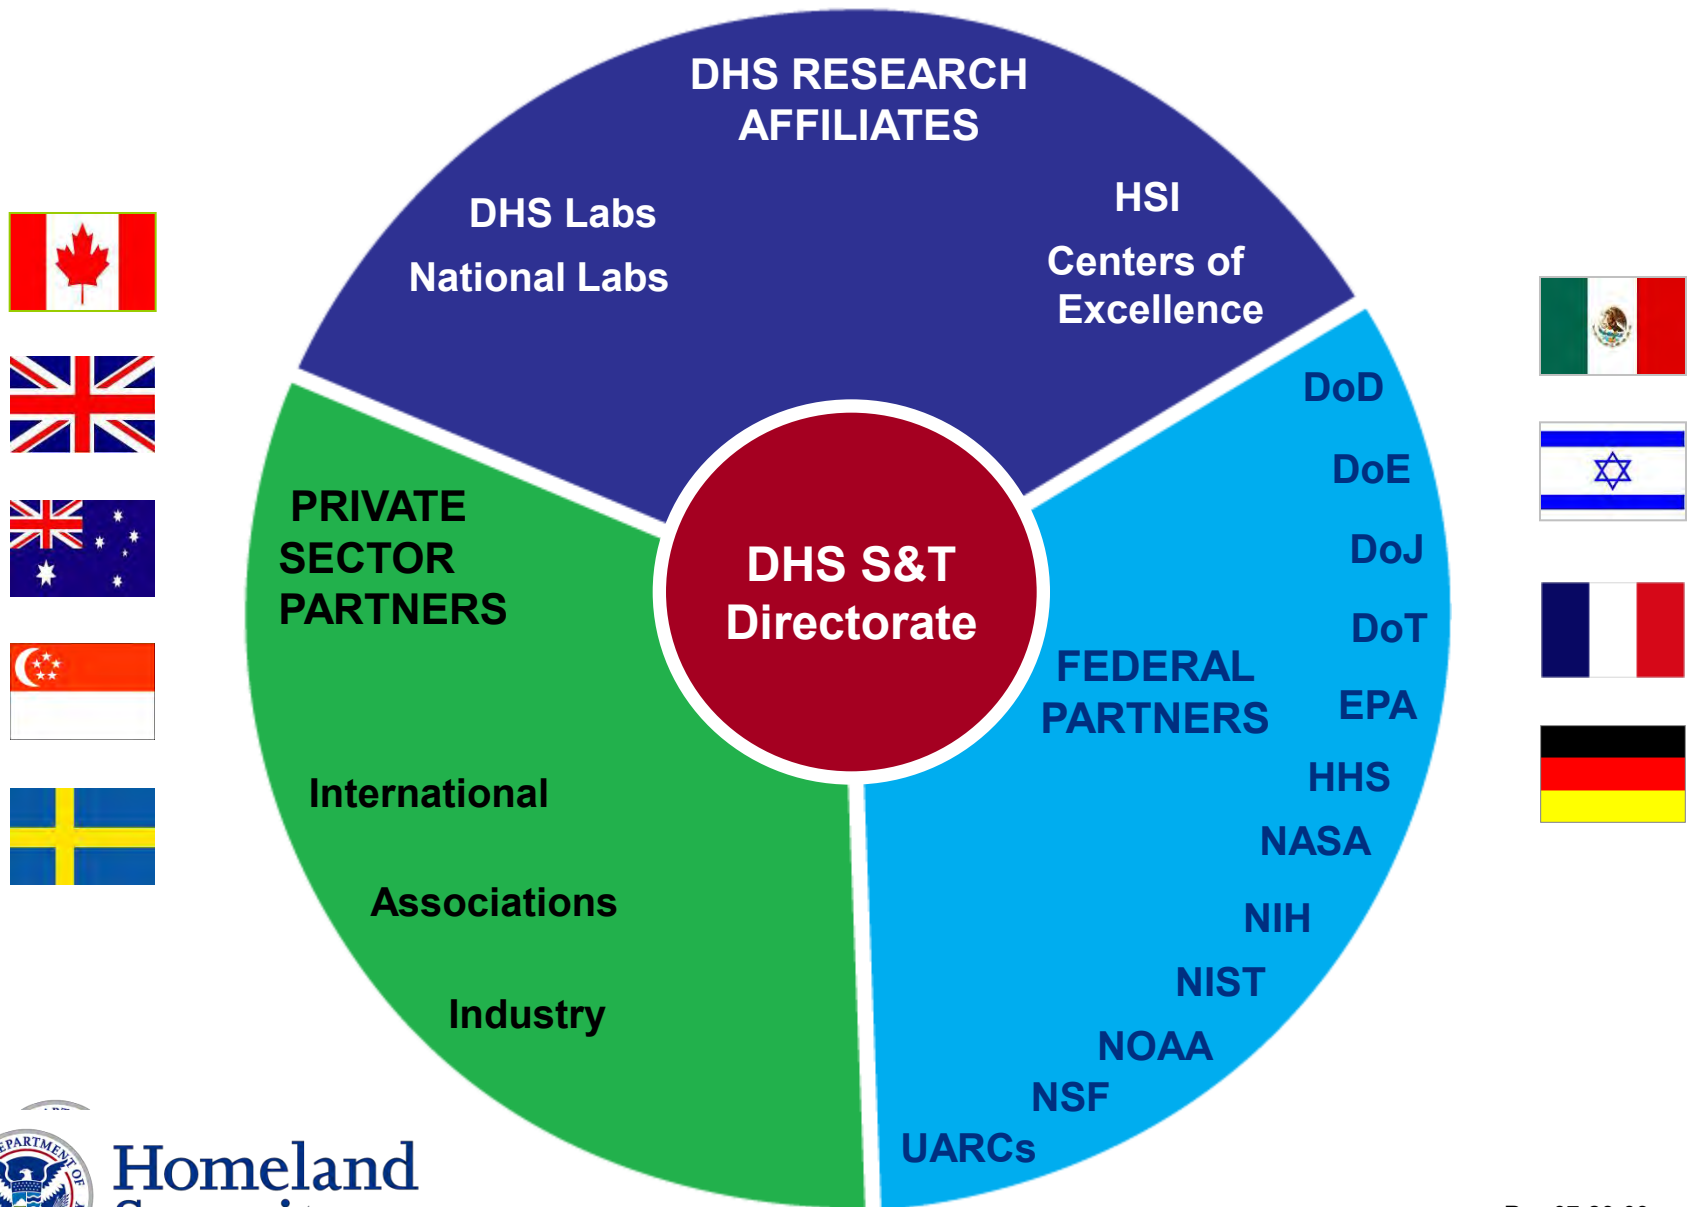 DHS RESEARCH
AFFILIATES
DHS Labs
National Labs
HSI
Centers of
Excellence
PRIVATE
SECTOR
PARTNERS
International
Associations
Industry
DHS S&T
Directorate
FEDERAL
PARTNERS
DoD
DoE
DoJ
DoT
EPA
HHS
NASA
NIH
NIST
NOAA
NSF
UARCs
Homeland